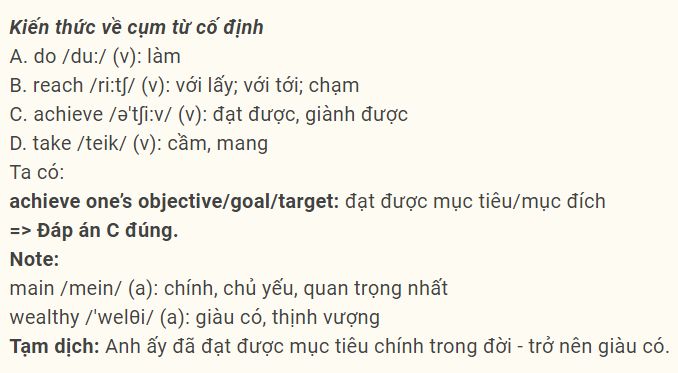 Kiến thức về cụm từ cố định
A. do /du:/ (v): làm
B. reach /ri:tʃ/ (v): với lấy; với tới; chạm
C. achieve /ə'tʃi:v/ (v): đạt được, giành được
D. take /teik/ (v): cầm, mang
Ta có:
achieve one’s objective/goal/target: đạt được mục tiêu/mục đích
=> Đáp án C đúng.
Note:
main /mein/ (a): chính, chủ yếu, quan trọng nhất
wealthy /'welθi/ (a): giàu có, thịnh vượng
Tạm dịch: Anh ấy đã đạt được mục tiêu chính trong đời - trở nên giàu có.